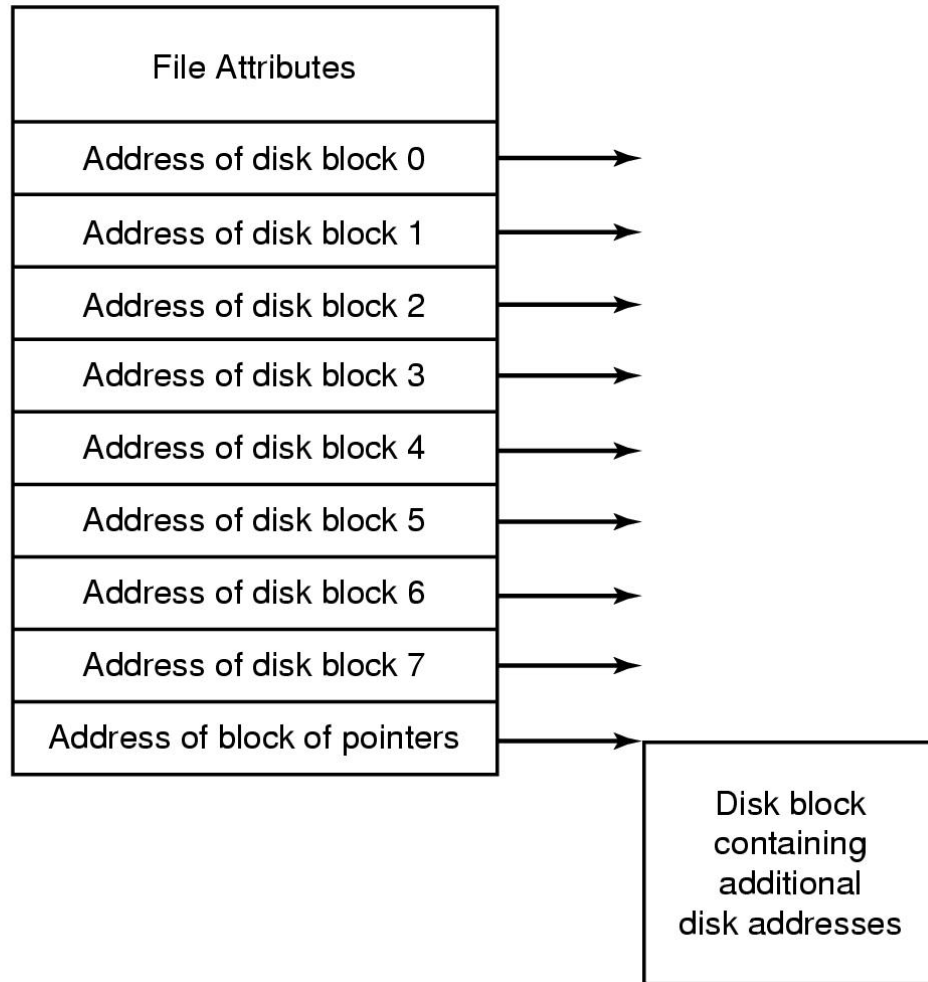 File Attributes
Address of disk block 0
Address of disk block 1
Address of disk block 2
Address of disk block 3
Address of disk block 4
Address of disk block 5
Address of disk block 6
Address of disk block 7
Address of block of pointers
Disk block
containing
additional
disk addresses